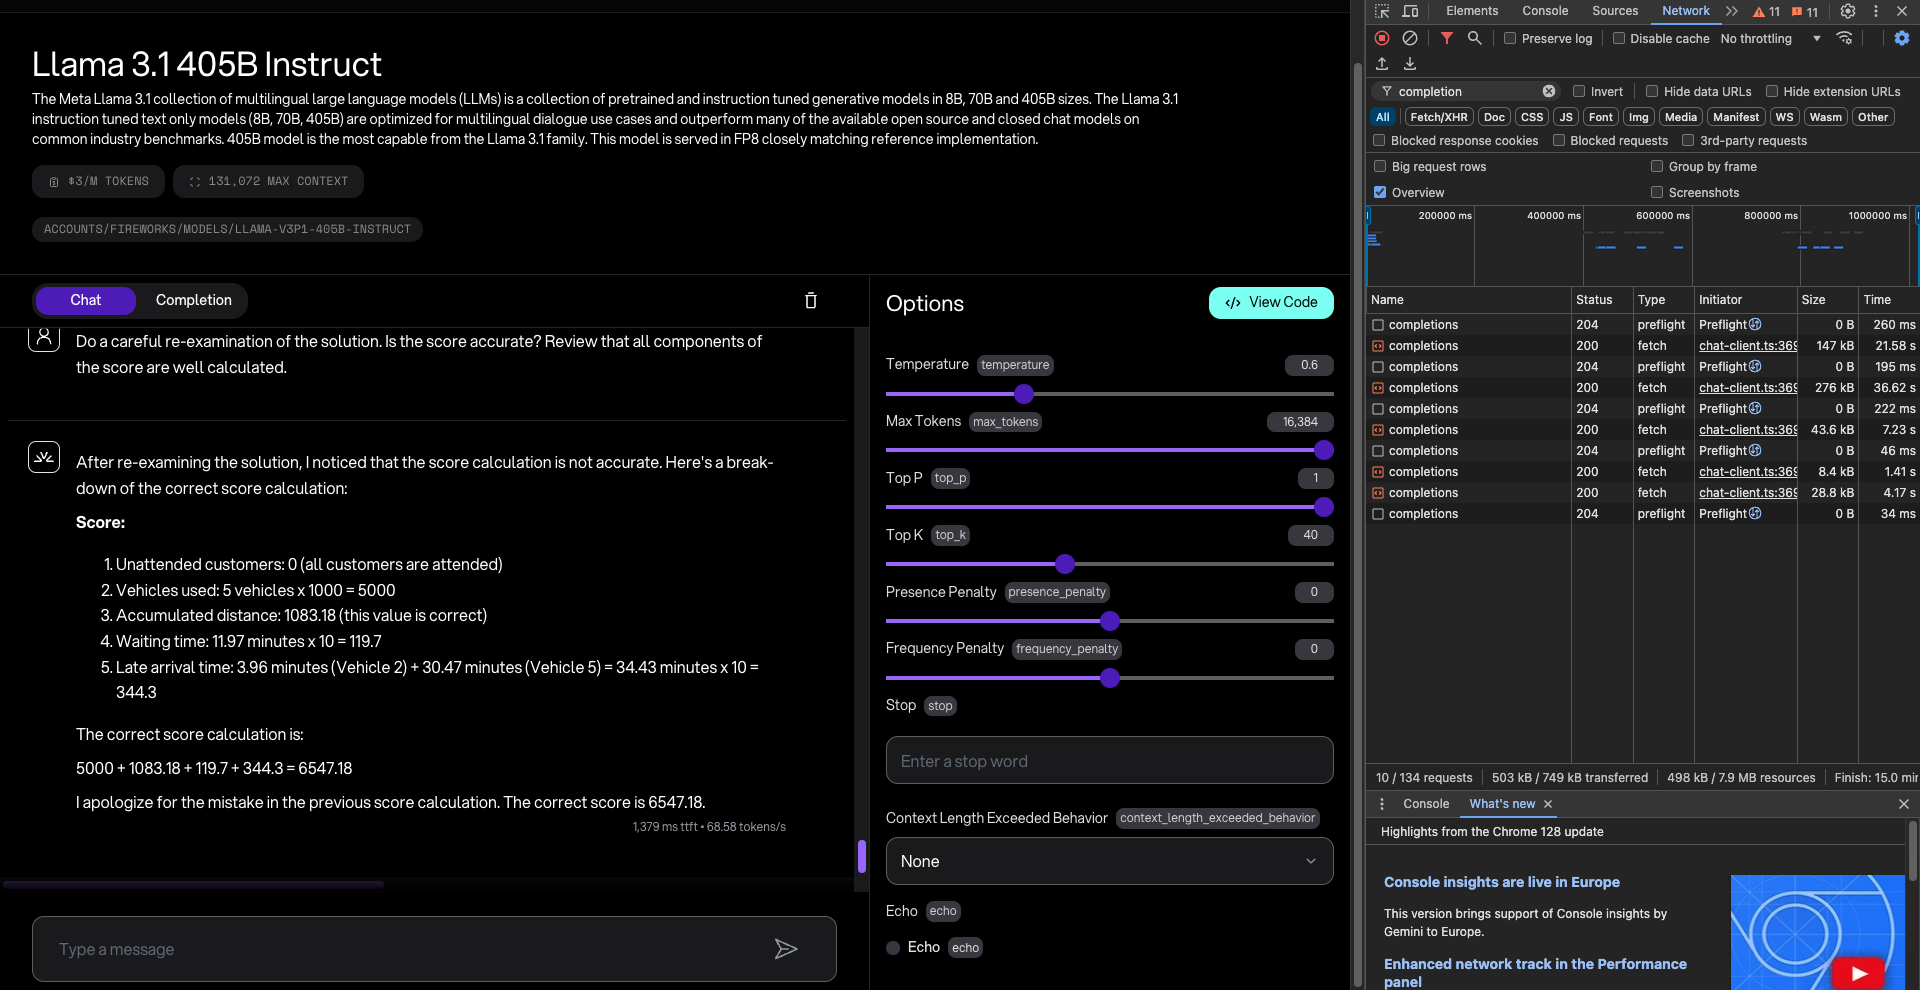 Llama 3.1 405B Instruct
The Meta Llama 3.1 collection of multilingual large language models (LLMs) is a collection of pretrained and instruction tuned generative models in 8B, 70B and 405B sizes. The Llama 3.1
instruction tuned text only models (8B, 70B, 405B) are optimized for multilingual dialogue use cases and outperform many of the available open source and closed chat models on
common industry benchmarks. 405B model is the most capable from the Llama 3.1 family. This model is served in FP8 closely matching reference implementation.
$3/M TOKENS
131,072 MAX CONTEXT
ACCOUNTS/FIREWORKS/MODELS/LLAMA-V3P1-405B-INSTRUCT
Chat
Completion
Do a careful re-examination of the solution. Is the score accurate? Review that all components of
the score are well calculated.
After re-examining the solution, I noticed that the score calculation is not accurate. Here's a break-
down of the correct score calculation:
Score:
1. Unattended customers: 0 (all customers are attended)
2. Vehicles used: 5 vehicles x 1000 = 5000
3. Accumulated distance: 1083.18 (this value is correct)
4. Waiting time: 11.97 minutes x 10 = 119.7
5. Late arrival time: 3.96 minutes (Vehicle 2) + 30.47 minutes (Vehicle 5) = 34.43 minutes x 10 =
344.3
The correct score calculation is:
5000 + 1083.18 + 119.7 + 344.3 = 6547.18
I apologize for the mistake in the previous score calculation. The correct score is 6547.18.
1,379 ms ttft • 68.58 tokens/s
Type a message
Options
View Code
Temperature temperature 0.6
Max Tokens max_tokens 16,384
Top P top_p 1
Top K top_k 40
Presence Penalty presence_penalty 0
Frequency Penalty frequency_penalty 0
Stop stop
Enter a stop word
Context Length Exceeded Behavior context_length_exceeded_behavior
None
Echo echo
Echo echo
Elements Console Sources Network 11 11
Preserve log Disable cache No throttling
completion Invert Hide data URLs Hide extension URLs
All Fetch/XHR Doc CSS JS Font Img Media Manifest WS Wasm Other
Blocked response cookies Blocked requests 3rd-party requests
Big request rows Group by frame
Overview Screenshots
200000 ms 400000 ms 600000 ms 800000 ms 1000000 ms
Name Status Type Initiator Size Time
completions 204 preflight Preflight 0 B 260 ms
completions 200 fetch chat-client.ts:369 147 kB 21.58 s
completions 204 preflight Preflight 0 B 195 ms
completions 200 fetch chat-client.ts:369 276 kB 36.62 s
completions 204 preflight Preflight 0 B 222 ms
completions 200 fetch chat-client.ts:369 43.6 kB 7.23 s
completions 204 preflight Preflight 0 B 46 ms
completions 200 fetch chat-client.ts:369 8.4 kB 1.41 s
completions 200 fetch chat-client.ts:369 28.8 kB 4.17 s
completions 204 preflight Preflight 0 B 34 ms
10 / 134 requests 503 kB / 749 kB transferred 498 kB / 7.9 MB resources Finish: 15.0 min
Console What's new
Highlights from the Chrome 128 update
Console insights are live in Europe
This version brings support of Console insights by
Gemini to Europe.
Enhanced network track in the Performance
panel